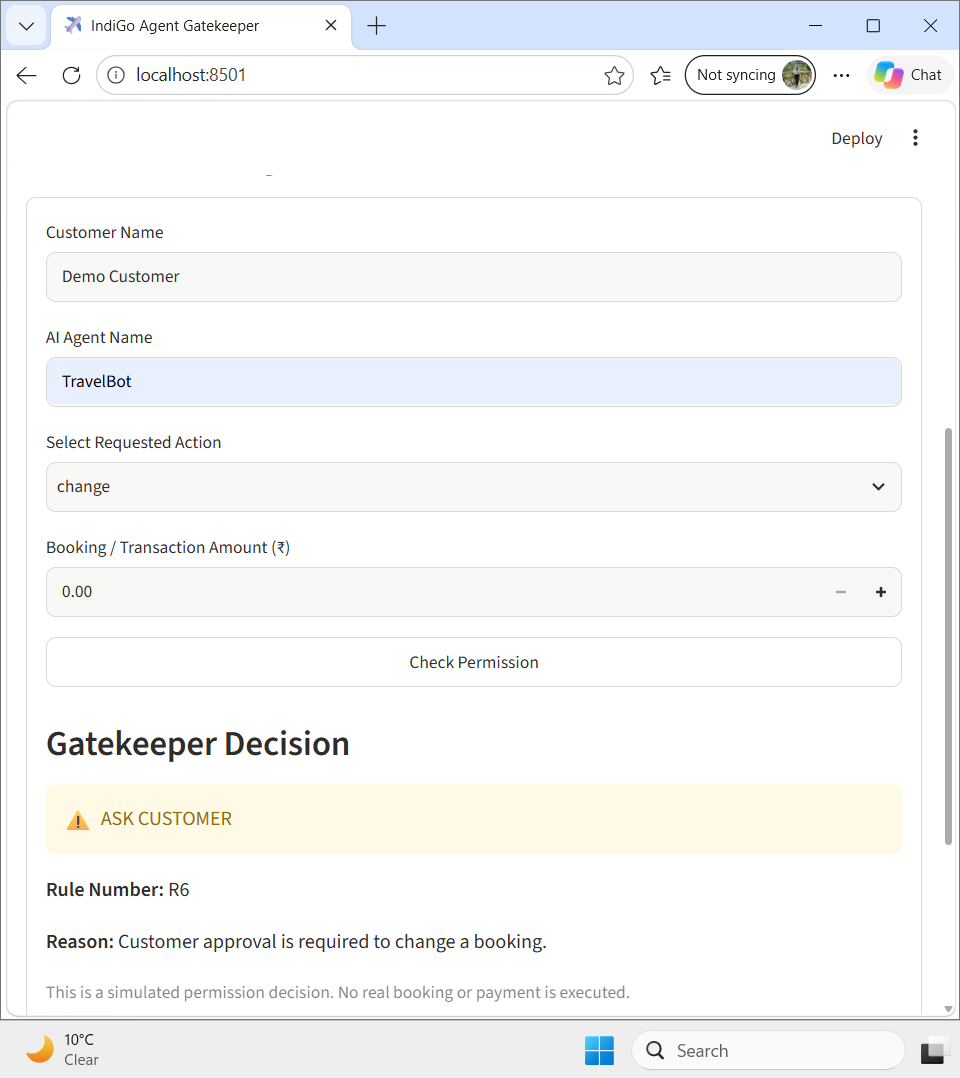 IndiGo Agent Gatekeeper
localhost:8501
Not syncing
Chat
Deploy
Customer Name
Demo Customer
AI Agent Name
TravelBot
Select Requested Action
change
Booking / Transaction Amount (₹)
0.00
Check Permission
Gatekeeper Decision
ASK CUSTOMER
Rule Number: R6
Reason: Customer approval is required to change a booking.
This is a simulated permission decision. No real booking or payment is executed.
10°C
Clear
Search